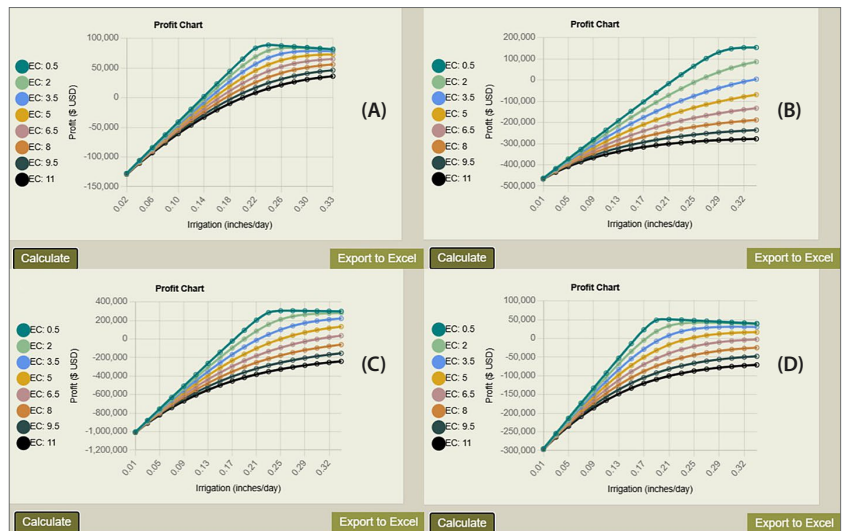 Profit Chart
EC: 0.5
EC: 2
EC: 3.5
EC: 5
EC: 6.5
EC: 8
EC: 9.5
EC: 11
Profit ($ USD)
100,000
50,000
0
-50,000
-100,000
-150,000
0.02
0.06
0.10
0.14
0.18
0.22
0.26
0.30
0.33
Irrigation (inches/day)
(A)
Calculate
Export to Excel
Profit Chart
EC: 0.5
EC: 2
EC: 3.5
EC: 5
EC: 6.5
EC: 8
EC: 9.5
EC: 11
Profit ($ USD)
200,000
100,000
0
-100,000
-200,000
-300,000
-400,000
-500,000
0.01
0.05
0.09
0.13
0.17
0.21
0.25
0.29
0.32
Irrigation (inches/day)
(B)
Calculate
Export to Excel
Profit Chart
EC: 0.5
EC: 2
EC: 3.5
EC: 5
EC: 6.5
EC: 8
EC: 9.5
EC: 11
Profit ($ USD)
400,000
200,000
0
-200,000
-400,000
-600,000
-800,000
-1,000,000
-1,200,000
0.01
0.05
0.09
0.13
0.17
0.21
0.25
0.29
0.32
Irrigation (inches/day)
(C)
Calculate
Export to Excel
Profit Chart
EC: 0.5
EC: 2
EC: 3.5
EC: 5
EC: 6.5
EC: 8
EC: 9.5
EC: 11
Profit ($ USD)
100,000
50,000
0
-50,000
-100,000
-150,000
-200,000
-250,000
-300,000
0.01
0.05
0.09
0.13
0.17
0.21
0.25
0.29
0.32
Irrigation (inches/day)
(D)
Calculate
Export to Excel